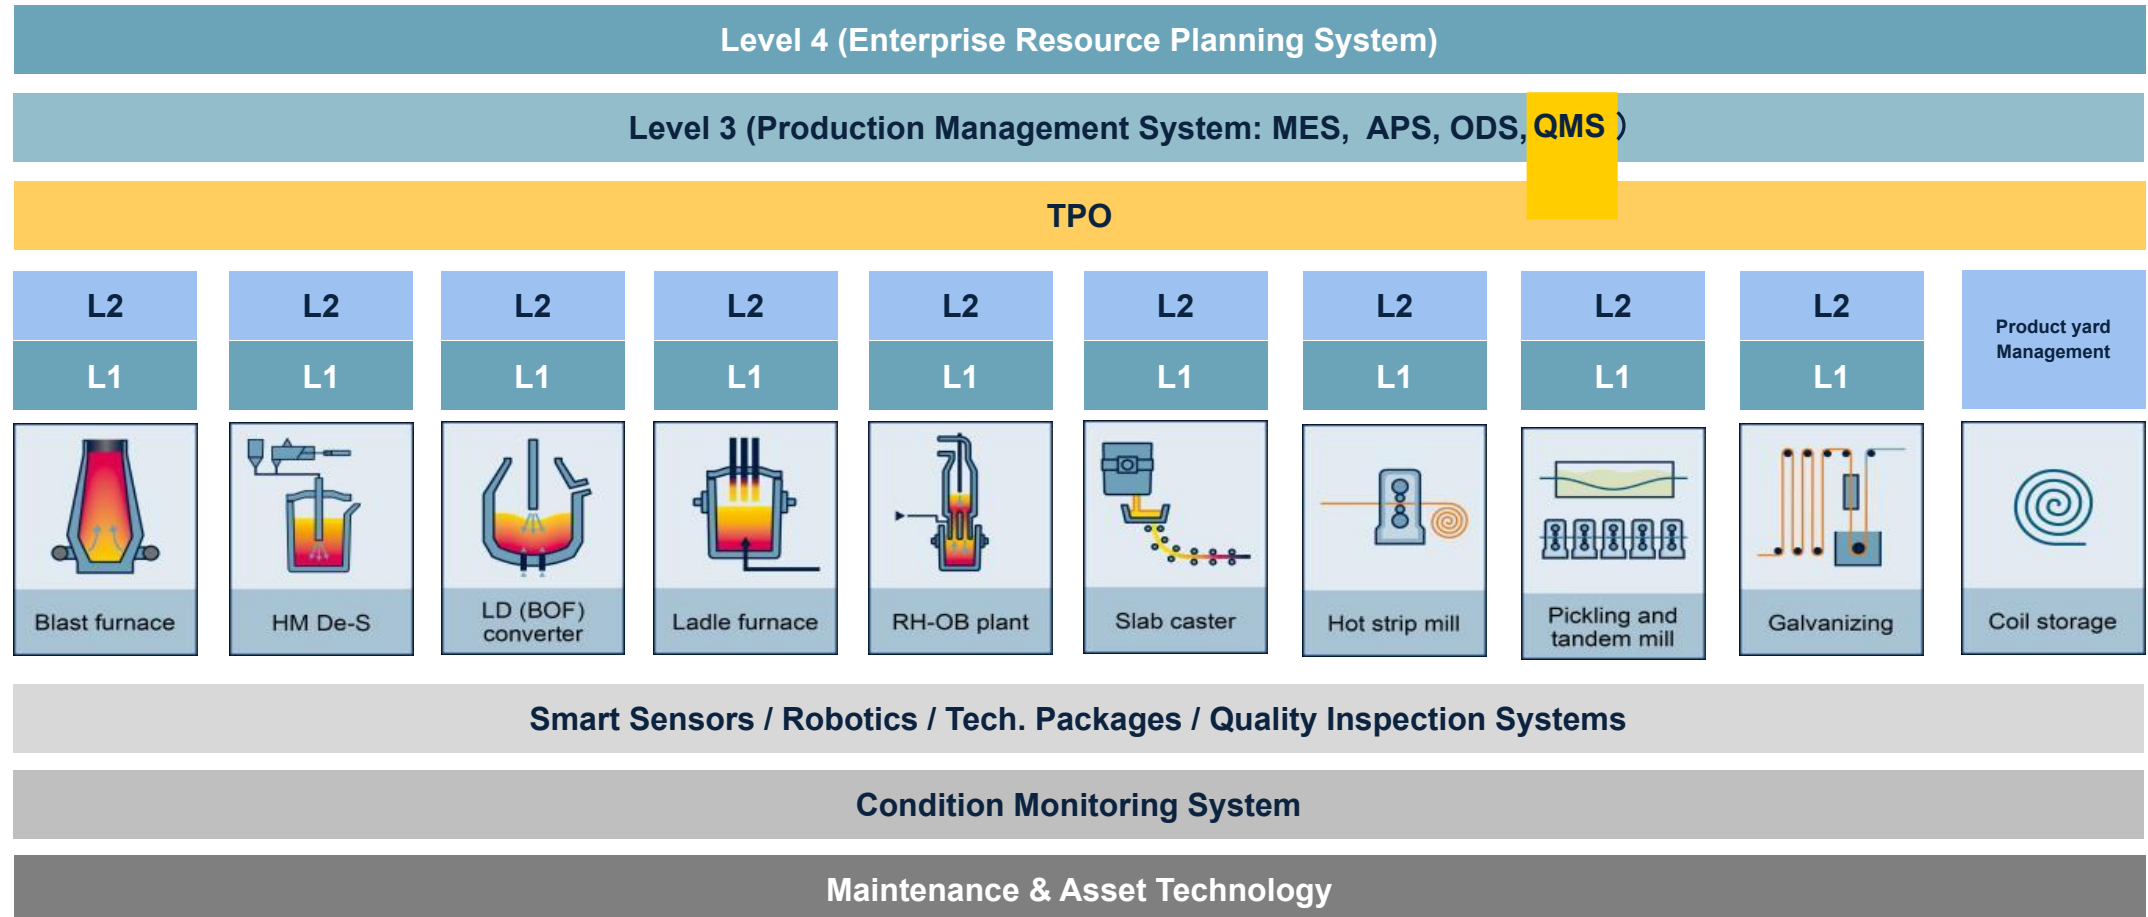 Level 4 (Enterprise Resource Planning System)
Level 3 (Production Management System: MES, APS, ODS, QMS )
TPO
L2 L2 L2 L2 L2 L2 L2 L2 L2
L1 L1 L1 L1 L1 L1 L1 L1 L1
Product yard
Management
Blast furnace
HM De-S
LD (BOF)
converter
Ladle furnace
RH-OB plant
Slab caster
Hot strip mill
Pickling and
tandem mill
Galvanizing
Coil storage
Smart Sensors / Robotics / Tech. Packages / Quality Inspection Systems
Condition Monitoring System
Maintenance & Asset Technology